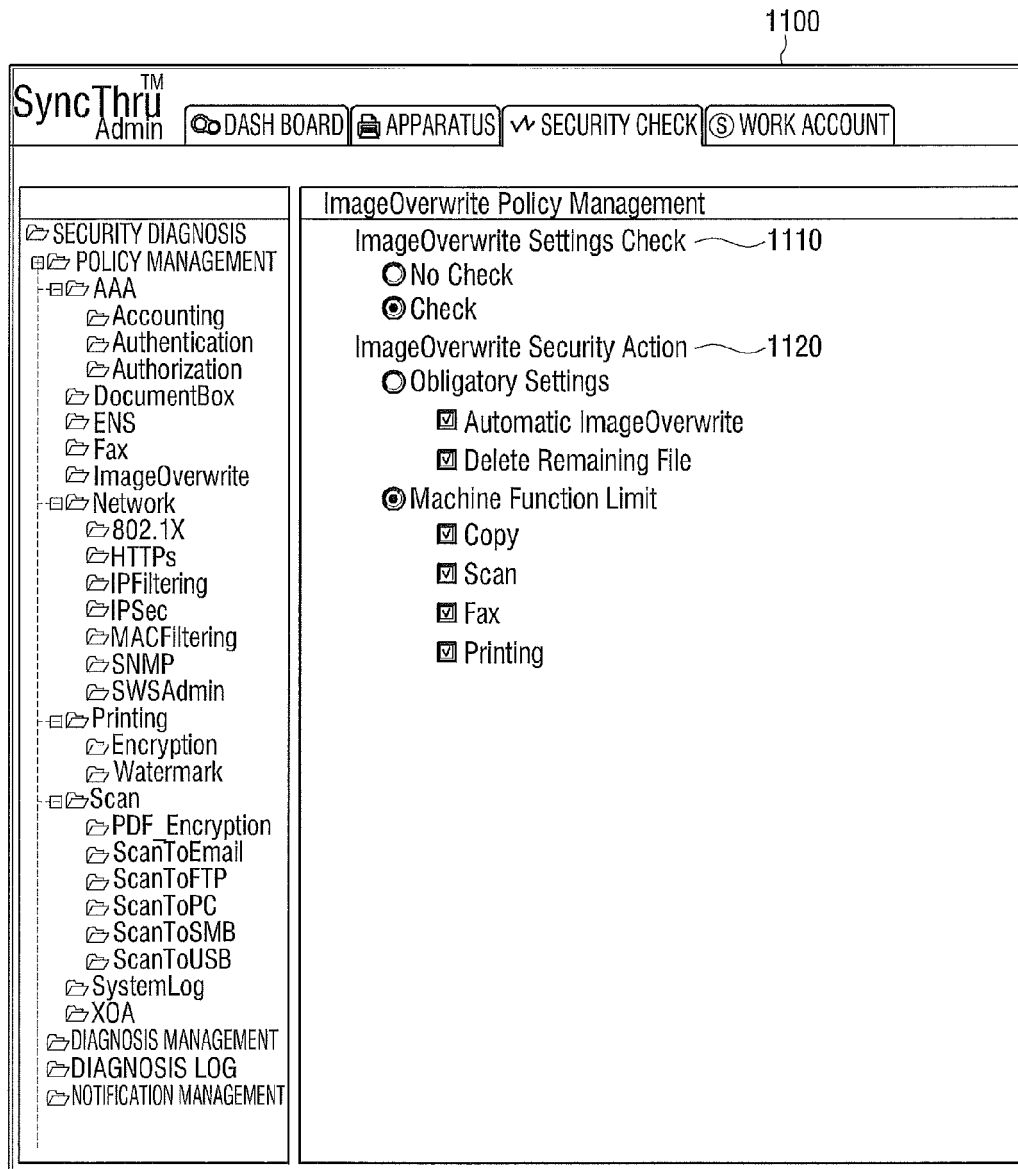 1100
SyncThru™
Admin
DASH BOARD
APPARATUS
SECURITY CHECK
Ⓢ WORK ACCOUNT
SECURITY DIAGNOSIS
POLICY MANAGEMENT
AAA
Accounting
Authentication
Authorization
DocumentBox
ENS
Fax
ImageOverwrite
Network
802.1X
HTTPs
IPFiltering
IPSec
MACFiltering
SNMP
SWSAdmin
Printing
Encryption
Watermark
Scan
PDF_Encryption
ScanToEmail
ScanToFTP
ScanToPC
ScanToSMB
ScanToUSB
SystemLog
XOA
DIAGNOSIS MANAGEMENT
DIAGNOSIS LOG
NOTIFICATION MANAGEMENT
ImageOverwrite Policy Management
ImageOverwrite Settings Check 1110
No Check
Check
ImageOverwrite Security Action 1120
Obligatory Settings
Automatic ImageOverwrite
Delete Remaining File
Machine Function Limit
Copy
Scan
Fax
Printing